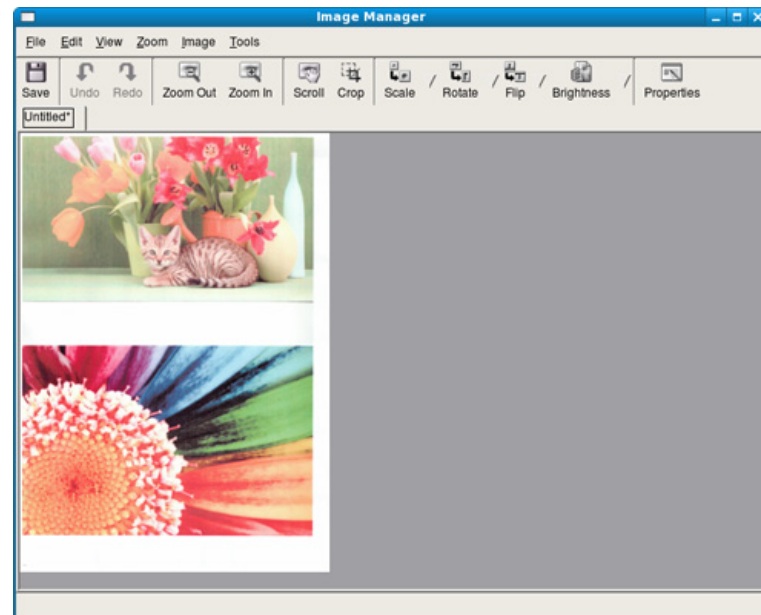 Image Manager
File Edit View Zoom Image Tools
Save Undo Redo Zoom Out Zoom In Scroll Crop Scale / Rotate / Flip / Brightness / Properties
Untitled*